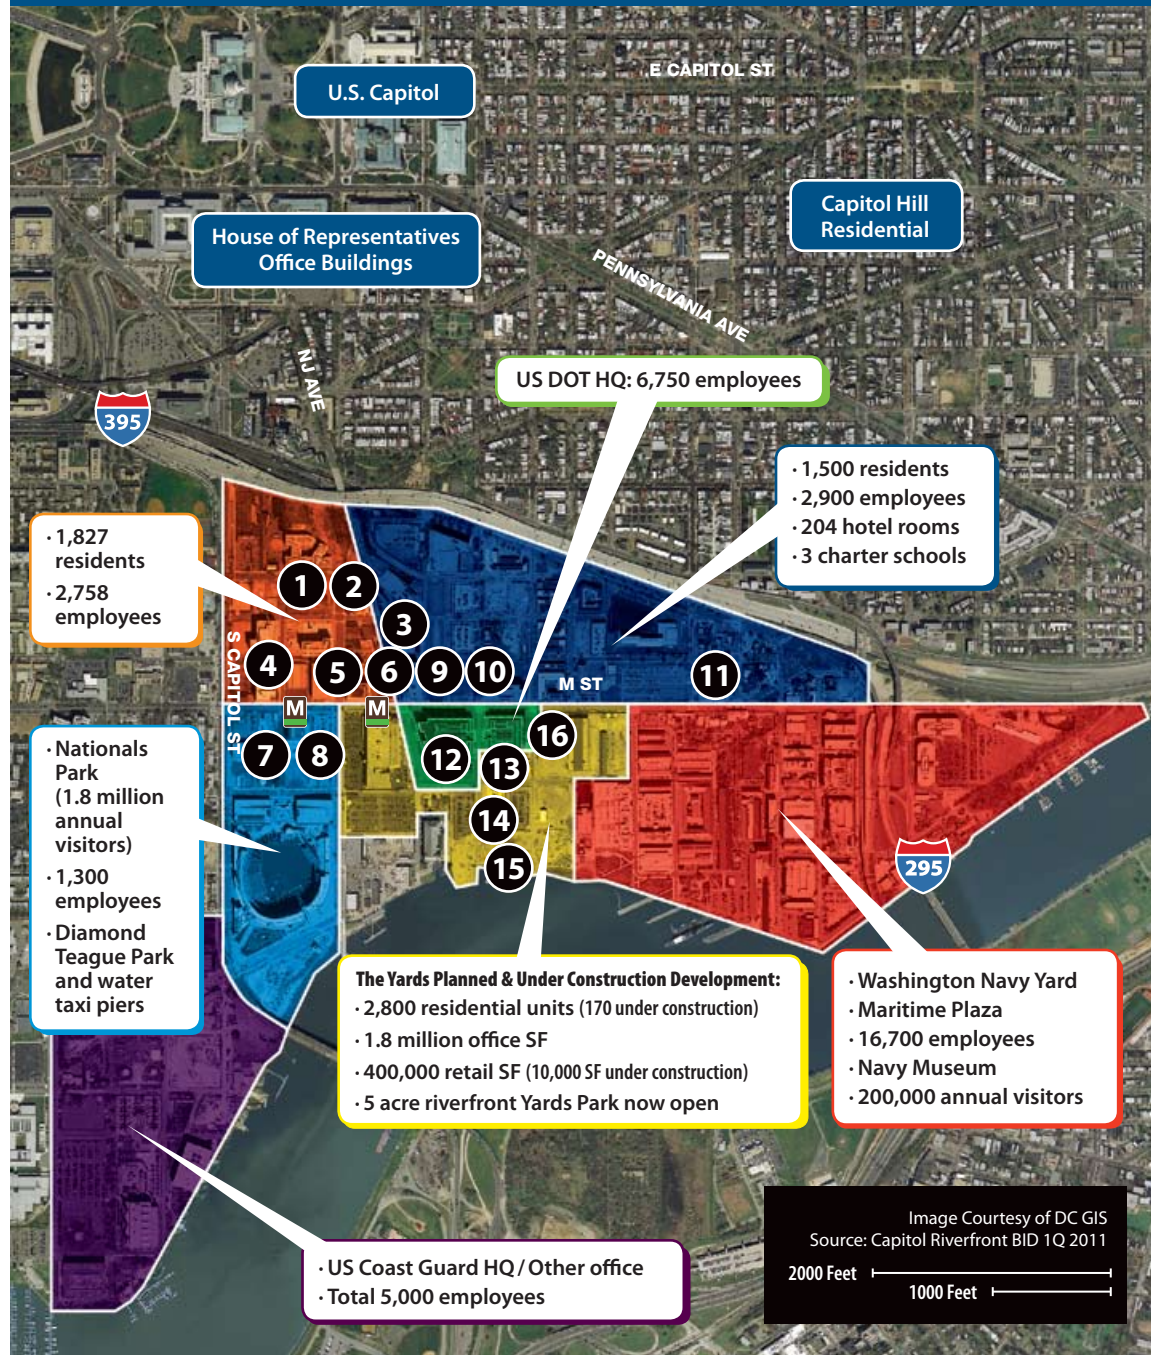 E CAPITOL ST
U.S. Capitol
Capitol Hill
Residential
House of Representatives
Office Buildings
PENNSYLVANIA AVE
NJ AVE
US DOT HQ: 6,750 employees
395
· 1,500 residents
· 2,900 employees
· 204 hotel rooms
· 3 charter schools
· 1,827
residents
· 2,758
employees
1
2
3
S CAPITOL ST
4
5
6
9
10
M ST
11
M
M
· Nationals
Park
(1.8 million
annual
visitors)
· 1,300
employees
· Diamond
Teague Park
and water
taxi piers
7
8
12
13
16
14
15
295
The Yards Planned & Under Construction Development:
· 2,800 residential units (170 under construction)
· 1.8 million office SF
· 400,000 retail SF (10,000 SF under construction)
· 5 acre riverfront Yards Park now open
· Washington Navy Yard
· Maritime Plaza
· 16,700 employees
· Navy Museum
· 200,000 annual visitors
· US Coast Guard HQ / Other office
· Total 5,000 employees
Image Courtesy of DC GIS
Source: Capitol Riverfront BID 1Q 2011
2000 Feet
1000 Feet